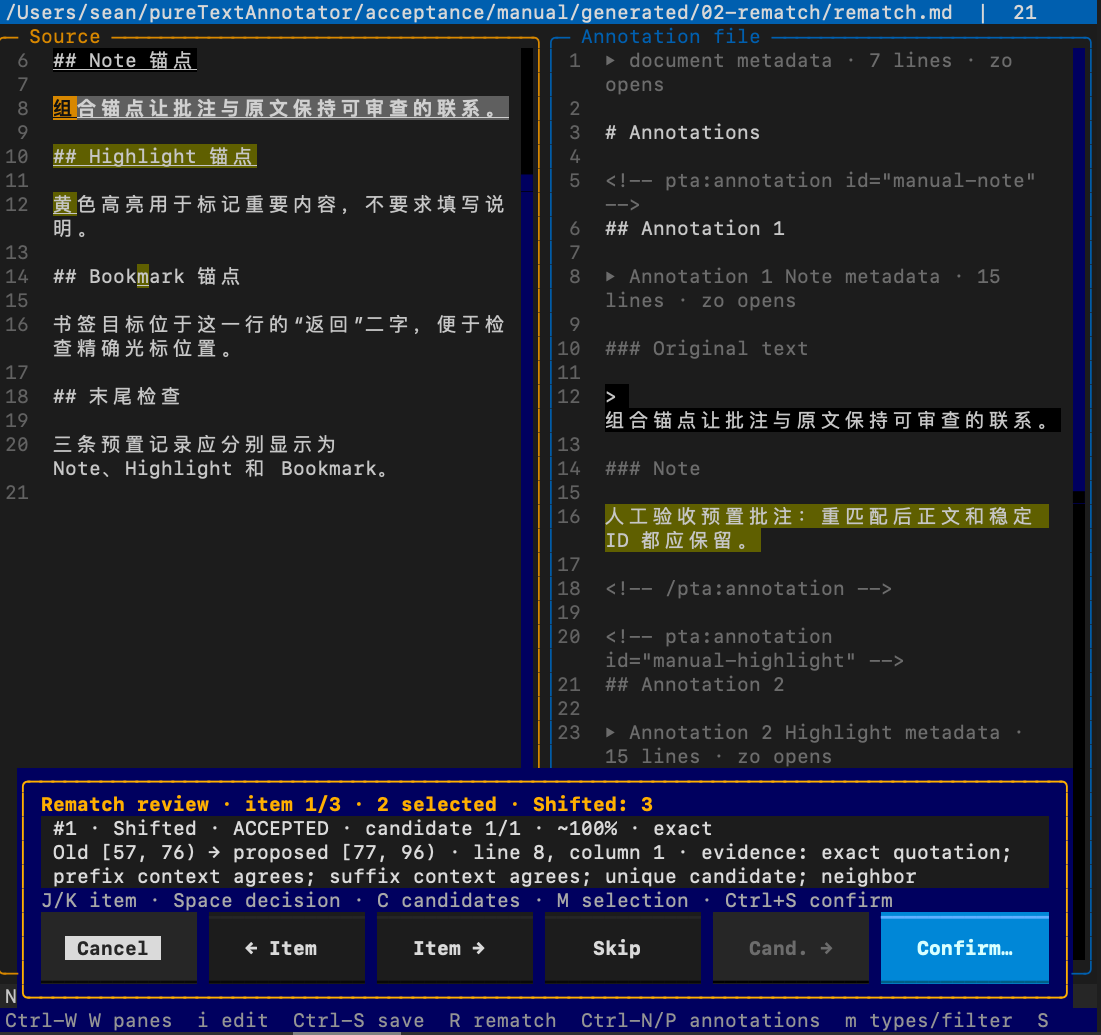 /Users/sean/pureTextAnnotator/acceptance/manual/generated/02-rematch/rematch.md | 21
Source
6 ## Note 锚点
7
8 组合锚点让批注与原文保持可审查的联系。
9
10 ## Highlight 锚点
11
12 黄色高亮用于标记重要内容，不要求填写说
明。
13
14 ## Bookmark 锚点
15
16 书签目标位于这一行的“返回”二字，便于检
查精确光标位置。
17
18 ## 末尾检查
19
20 三条预置记录应分别显示为
Note、Highlight 和 Bookmark。
21
Annotation file
1 ▶ document metadata · 7 lines · zo
opens
2
3 # Annotations
4
5 <!-- pta:annotation id="manual-note"
-->
6 ## Annotation 1
7
8 ▶ Annotation 1 Note metadata · 15
lines · zo opens
9
10 ### Original text
11
12 >
组合锚点让批注与原文保持可审查的联系。
13
14 ### Note
15
16 人工验收预置批注：重匹配后正文和稳定
ID 都应保留。
17
18 <!-- /pta:annotation -->
19
20 <!-- pta:annotation
id="manual-highlight" -->
21 ## Annotation 2
22
23 ▶ Annotation 2 Highlight metadata ·
15 lines · zo opens
Rematch review · item 1/3 · 2 selected · Shifted: 3
#1 · Shifted · ACCEPTED · candidate 1/1 · ~100% · exact
Old [57, 76) → proposed [77, 96) · line 8, column 1 · evidence: exact quotation;
prefix context agrees; suffix context agrees; unique candidate; neighbor
J/K item · Space decision · C candidates · M selection · Ctrl+S confirm
Cancel ← Item Item → Skip Cand. → Confirm…
N
Ctrl-W W panes i edit Ctrl-S save R rematch Ctrl-N/P annotations m types/filter S